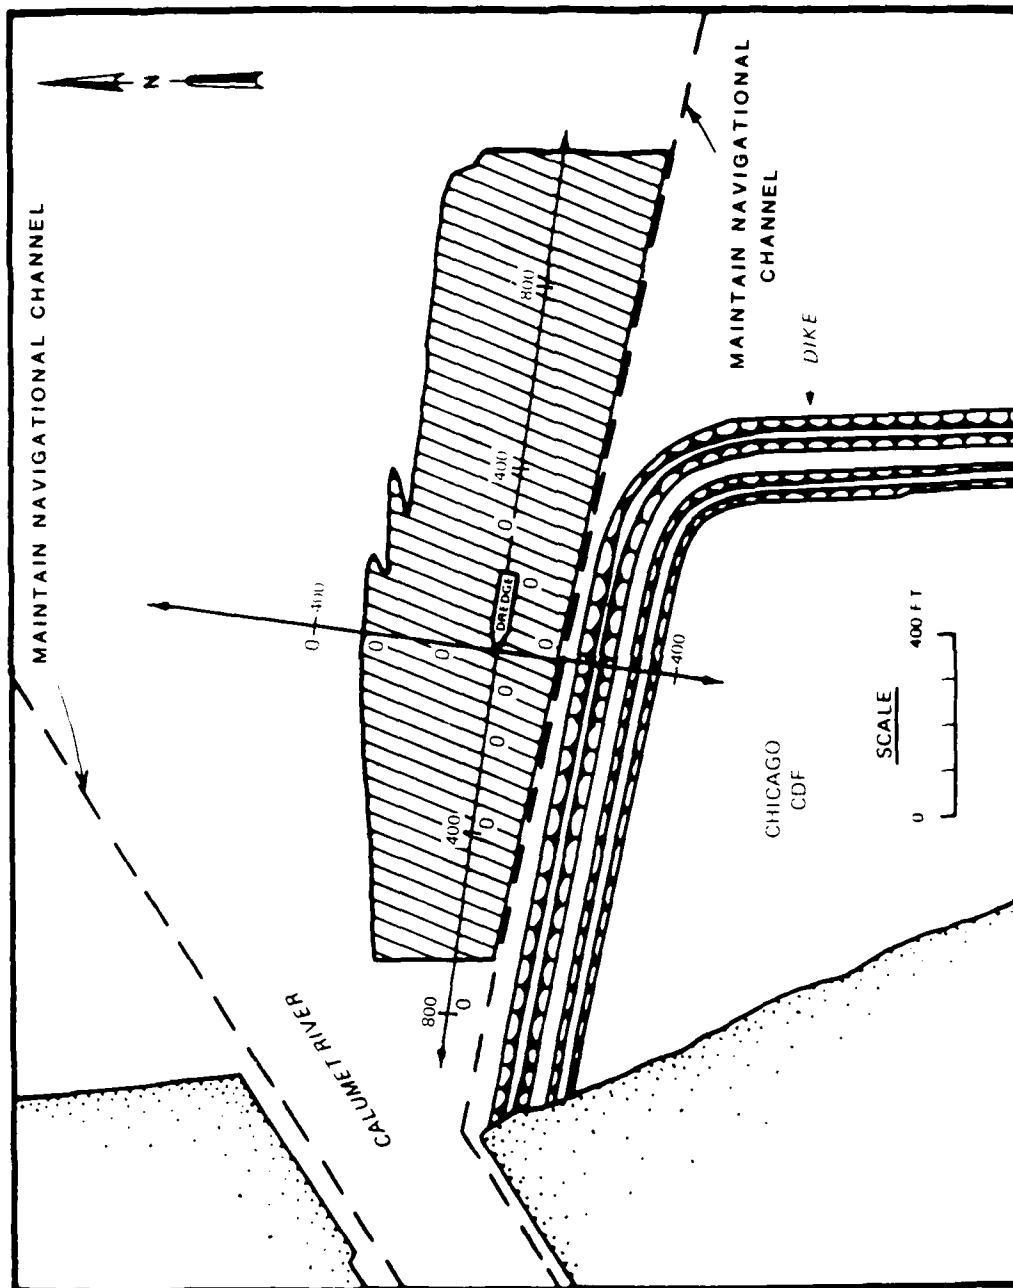 MAINTAIN NAVIGATIONAL CHANNEL
N
0 400
CALUMET RIVER
0
0
800
0
400
0
0
0
DREDGE
0
400
800
0
0
400
MAINTAIN NAVIGATIONAL
CHANNEL
DIKE
CHICAGO
CDF
SCALE
0 400 FT